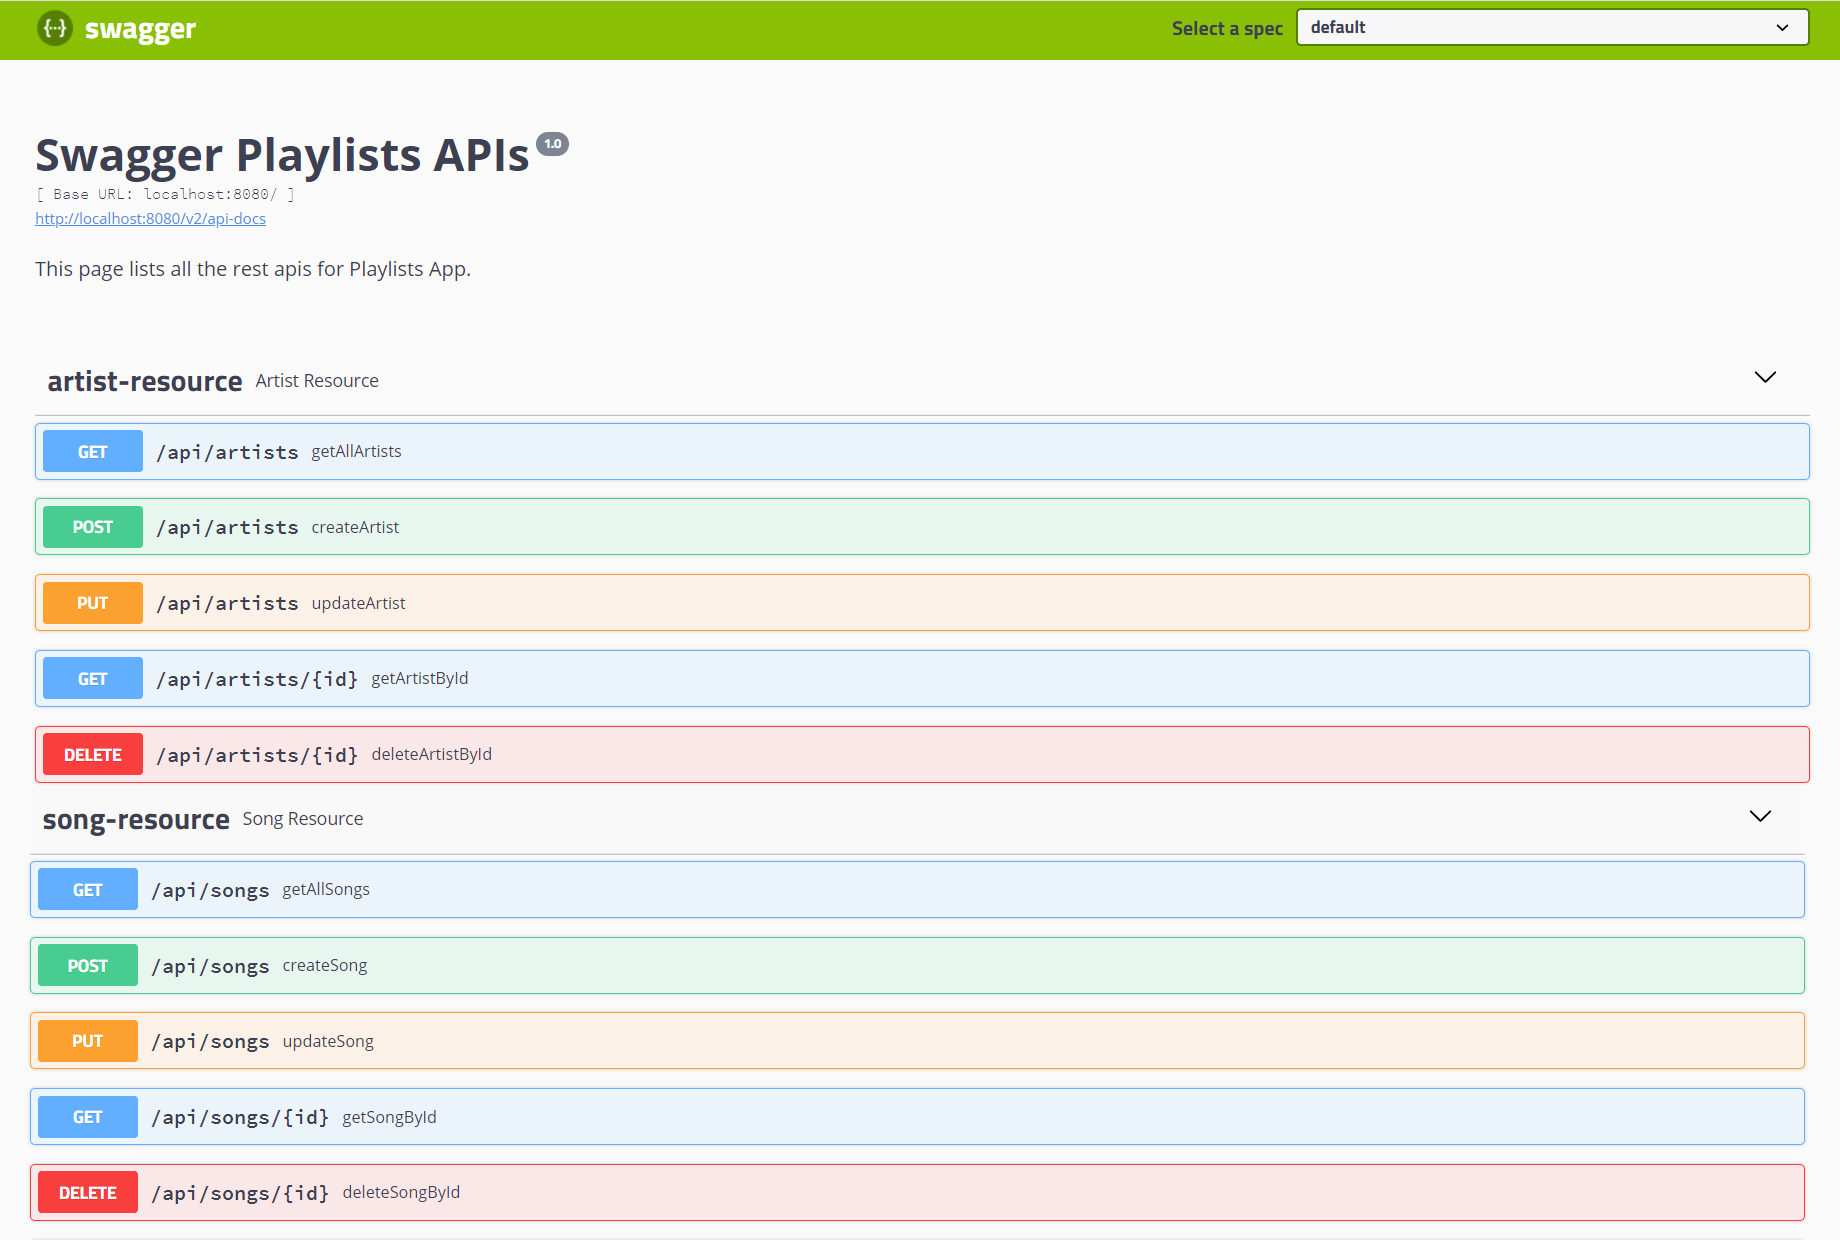 {··} swagger Select a spec default
Swagger Playlists APIs 1.0
[ Base URL: localhost:8080/ ]
http://localhost:8080/v2/api-docs
This page lists all the rest apis for Playlists App.
artist-resource Artist Resource
GET /api/artists getAllArtists
POST /api/artists createArtist
PUT /api/artists updateArtist
GET /api/artists/{id} getArtistById
DELETE /api/artists/{id} deleteArtistById
song-resource Song Resource
GET /api/songs getAllSongs
POST /api/songs createSong
PUT /api/songs updateSong
GET /api/songs/{id} getSongById
DELETE /api/songs/{id} deleteSongById